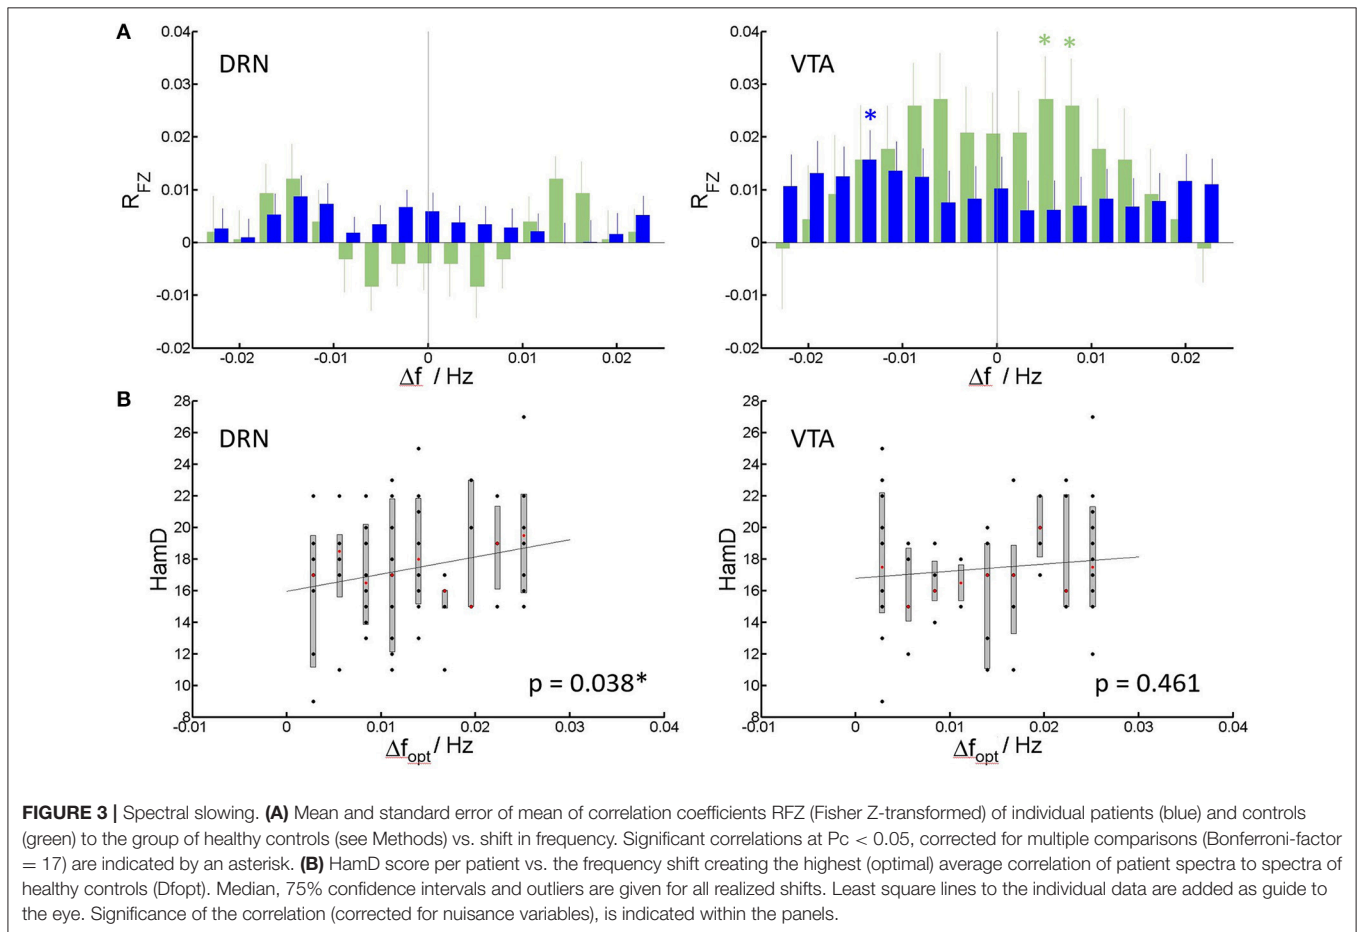 A
DRN
VTA
0.04
0.03
0.02
0.01
0
-0.01
-0.02
R_FZ
-0.02 -0.01 0 0.01 0.02
Δf / Hz
0.04
0.03
0.02
0.01
0
-0.01
-0.02
R_FZ
* * *
-0.02 -0.01 0 0.01 0.02
Δf / Hz
B
DRN
VTA
28
26
24
22
20
18
16
14
12
10
8
HamD
p = 0.038*
-0.01 0 0.01 0.02 0.03 0.04
Δf_opt / Hz
28
26
24
22
20
18
16
14
12
10
8
HamD
p = 0.461
-0.01 0 0.01 0.02 0.03 0.04
Δf_opt / Hz
FIGURE 3 | Spectral slowing. (A) Mean and standard error of mean of correlation coefficients RFZ (Fisher Z-transformed) of individual patients (blue) and controls
(green) to the group of healthy controls (see Methods) vs. shift in frequency. Significant correlations at Pc < 0.05, corrected for multiple comparisons (Bonferroni-factor
= 17) are indicated by an asterisk. (B) HamD score per patient vs. the frequency shift creating the highest (optimal) average correlation of patient spectra to spectra of
healthy controls (Dfopt). Median, 75% confidence intervals and outliers are given for all realized shifts. Least square lines to the individual data are added as guide to
the eye. Significance of the correlation (corrected for nuisance variables), is indicated within the panels.